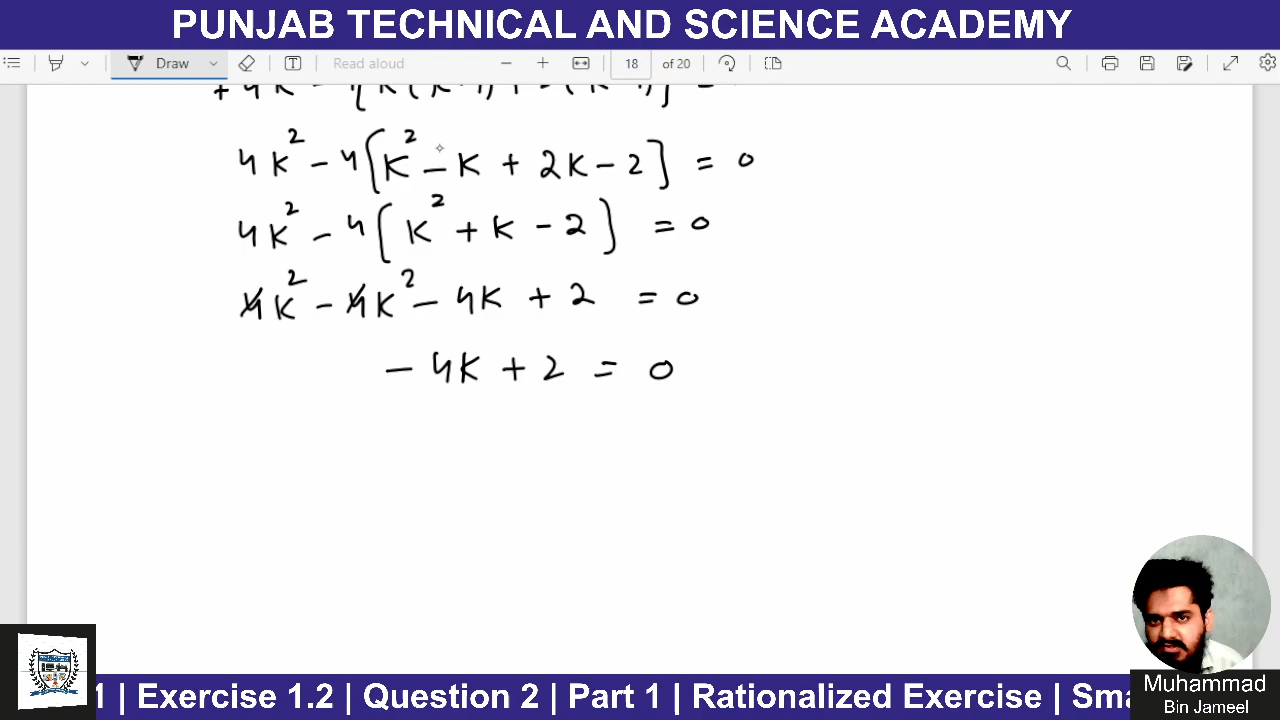 PUNJAB TECHNICAL AND SCIENCE ACADEMY
Draw
Read aloud
18 of 20
4K² - 4[K² - K + 2K - 2] = 0
4K² - 4[K² + K - 2] = 0
4K² - 4K² - 4K + 2 = 0
- 4K + 2 = 0
1 | Exercise 1.2 | Question 2 | Part 1 | Rationalized Exercise | Sma
Muhammad
Bin Jameel